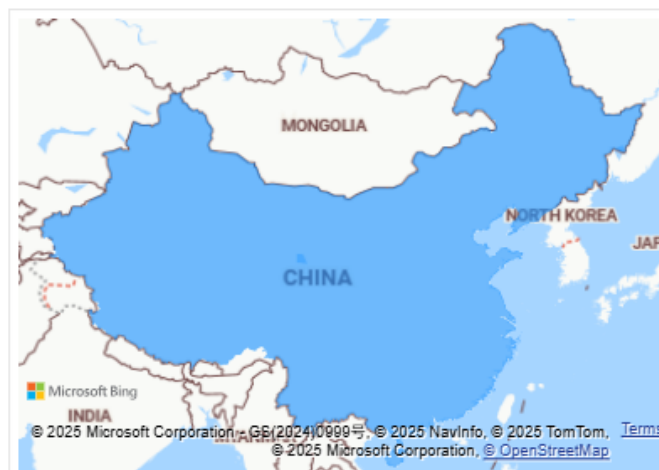 MONGOLIA
NORTH KOREA
JAP
CHINA
Microsoft Bing
INDIA
© 2025 Microsoft Corporation - GS(2024)0999号, © 2025 NavInfo, © 2025 TomTom, Terms
© 2025 Microsoft Corporation, © OpenStreetMap